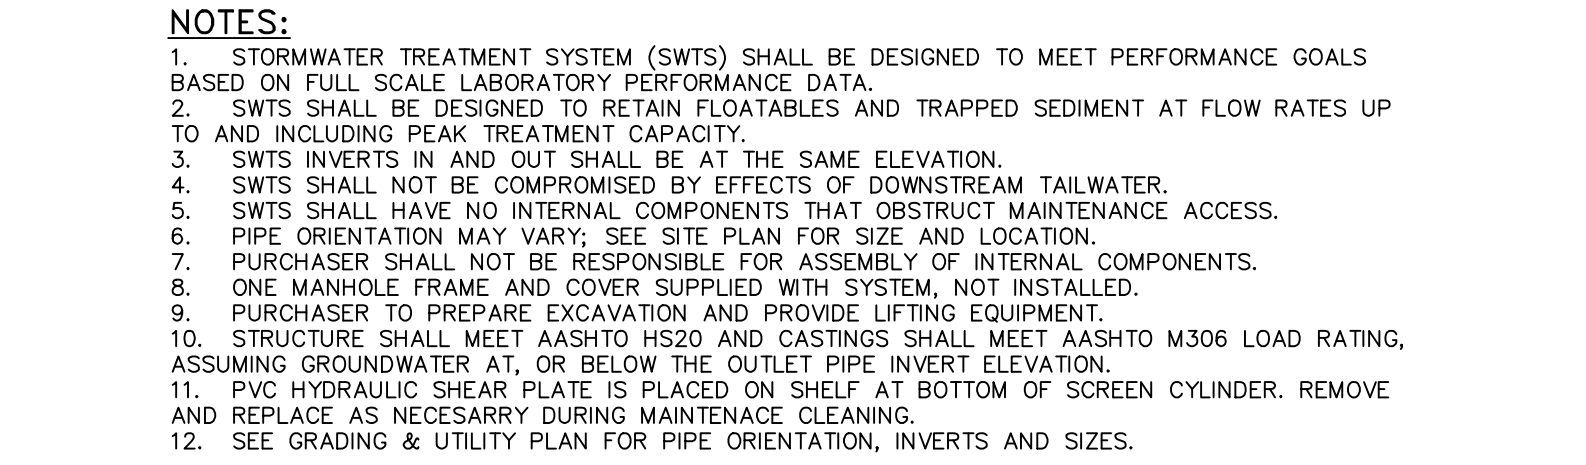 NOTES:
1. STORMWATER TREATMENT SYSTEM (SWTS) SHALL BE DESIGNED TO MEET PERFORMANCE GOALS
BASED ON FULL SCALE LABORATORY PERFORMANCE DATA.
2. SWTS SHALL BE DESIGNED TO RETAIN FLOATABLES AND TRAPPED SEDIMENT AT FLOW RATES UP
TO AND INCLUDING PEAK TREATMENT CAPACITY.
3. SWTS INVERTS IN AND OUT SHALL BE AT THE SAME ELEVATION.
4. SWTS SHALL NOT BE COMPROMISED BY EFFECTS OF DOWNSTREAM TAILWATER.
5. SWTS SHALL HAVE NO INTERNAL COMPONENTS THAT OBSTRUCT MAINTENANCE ACCESS.
6. PIPE ORIENTATION MAY VARY; SEE SITE PLAN FOR SIZE AND LOCATION.
7. PURCHASER SHALL NOT BE RESPONSIBLE FOR ASSEMBLY OF INTERNAL COMPONENTS.
8. ONE MANHOLE FRAME AND COVER SUPPLIED WITH SYSTEM, NOT INSTALLED.
9. PURCHASER TO PREPARE EXCAVATION AND PROVIDE LIFTING EQUIPMENT.
10. STRUCTURE SHALL MEET AASHTO HS20 AND CASTINGS SHALL MEET AASHTO M306 LOAD RATING,
ASSUMING GROUNDWATER AT, OR BELOW THE OUTLET PIPE INVERT ELEVATION.
11. PVC HYDRAULIC SHEAR PLATE IS PLACED ON SHELF AT BOTTOM OF SCREEN CYLINDER. REMOVE
AND REPLACE AS NECESARRY DURING MAINTENACE CLEANING.
12. SEE GRADING & UTILITY PLAN FOR PIPE ORIENTATION, INVERTS AND SIZES.